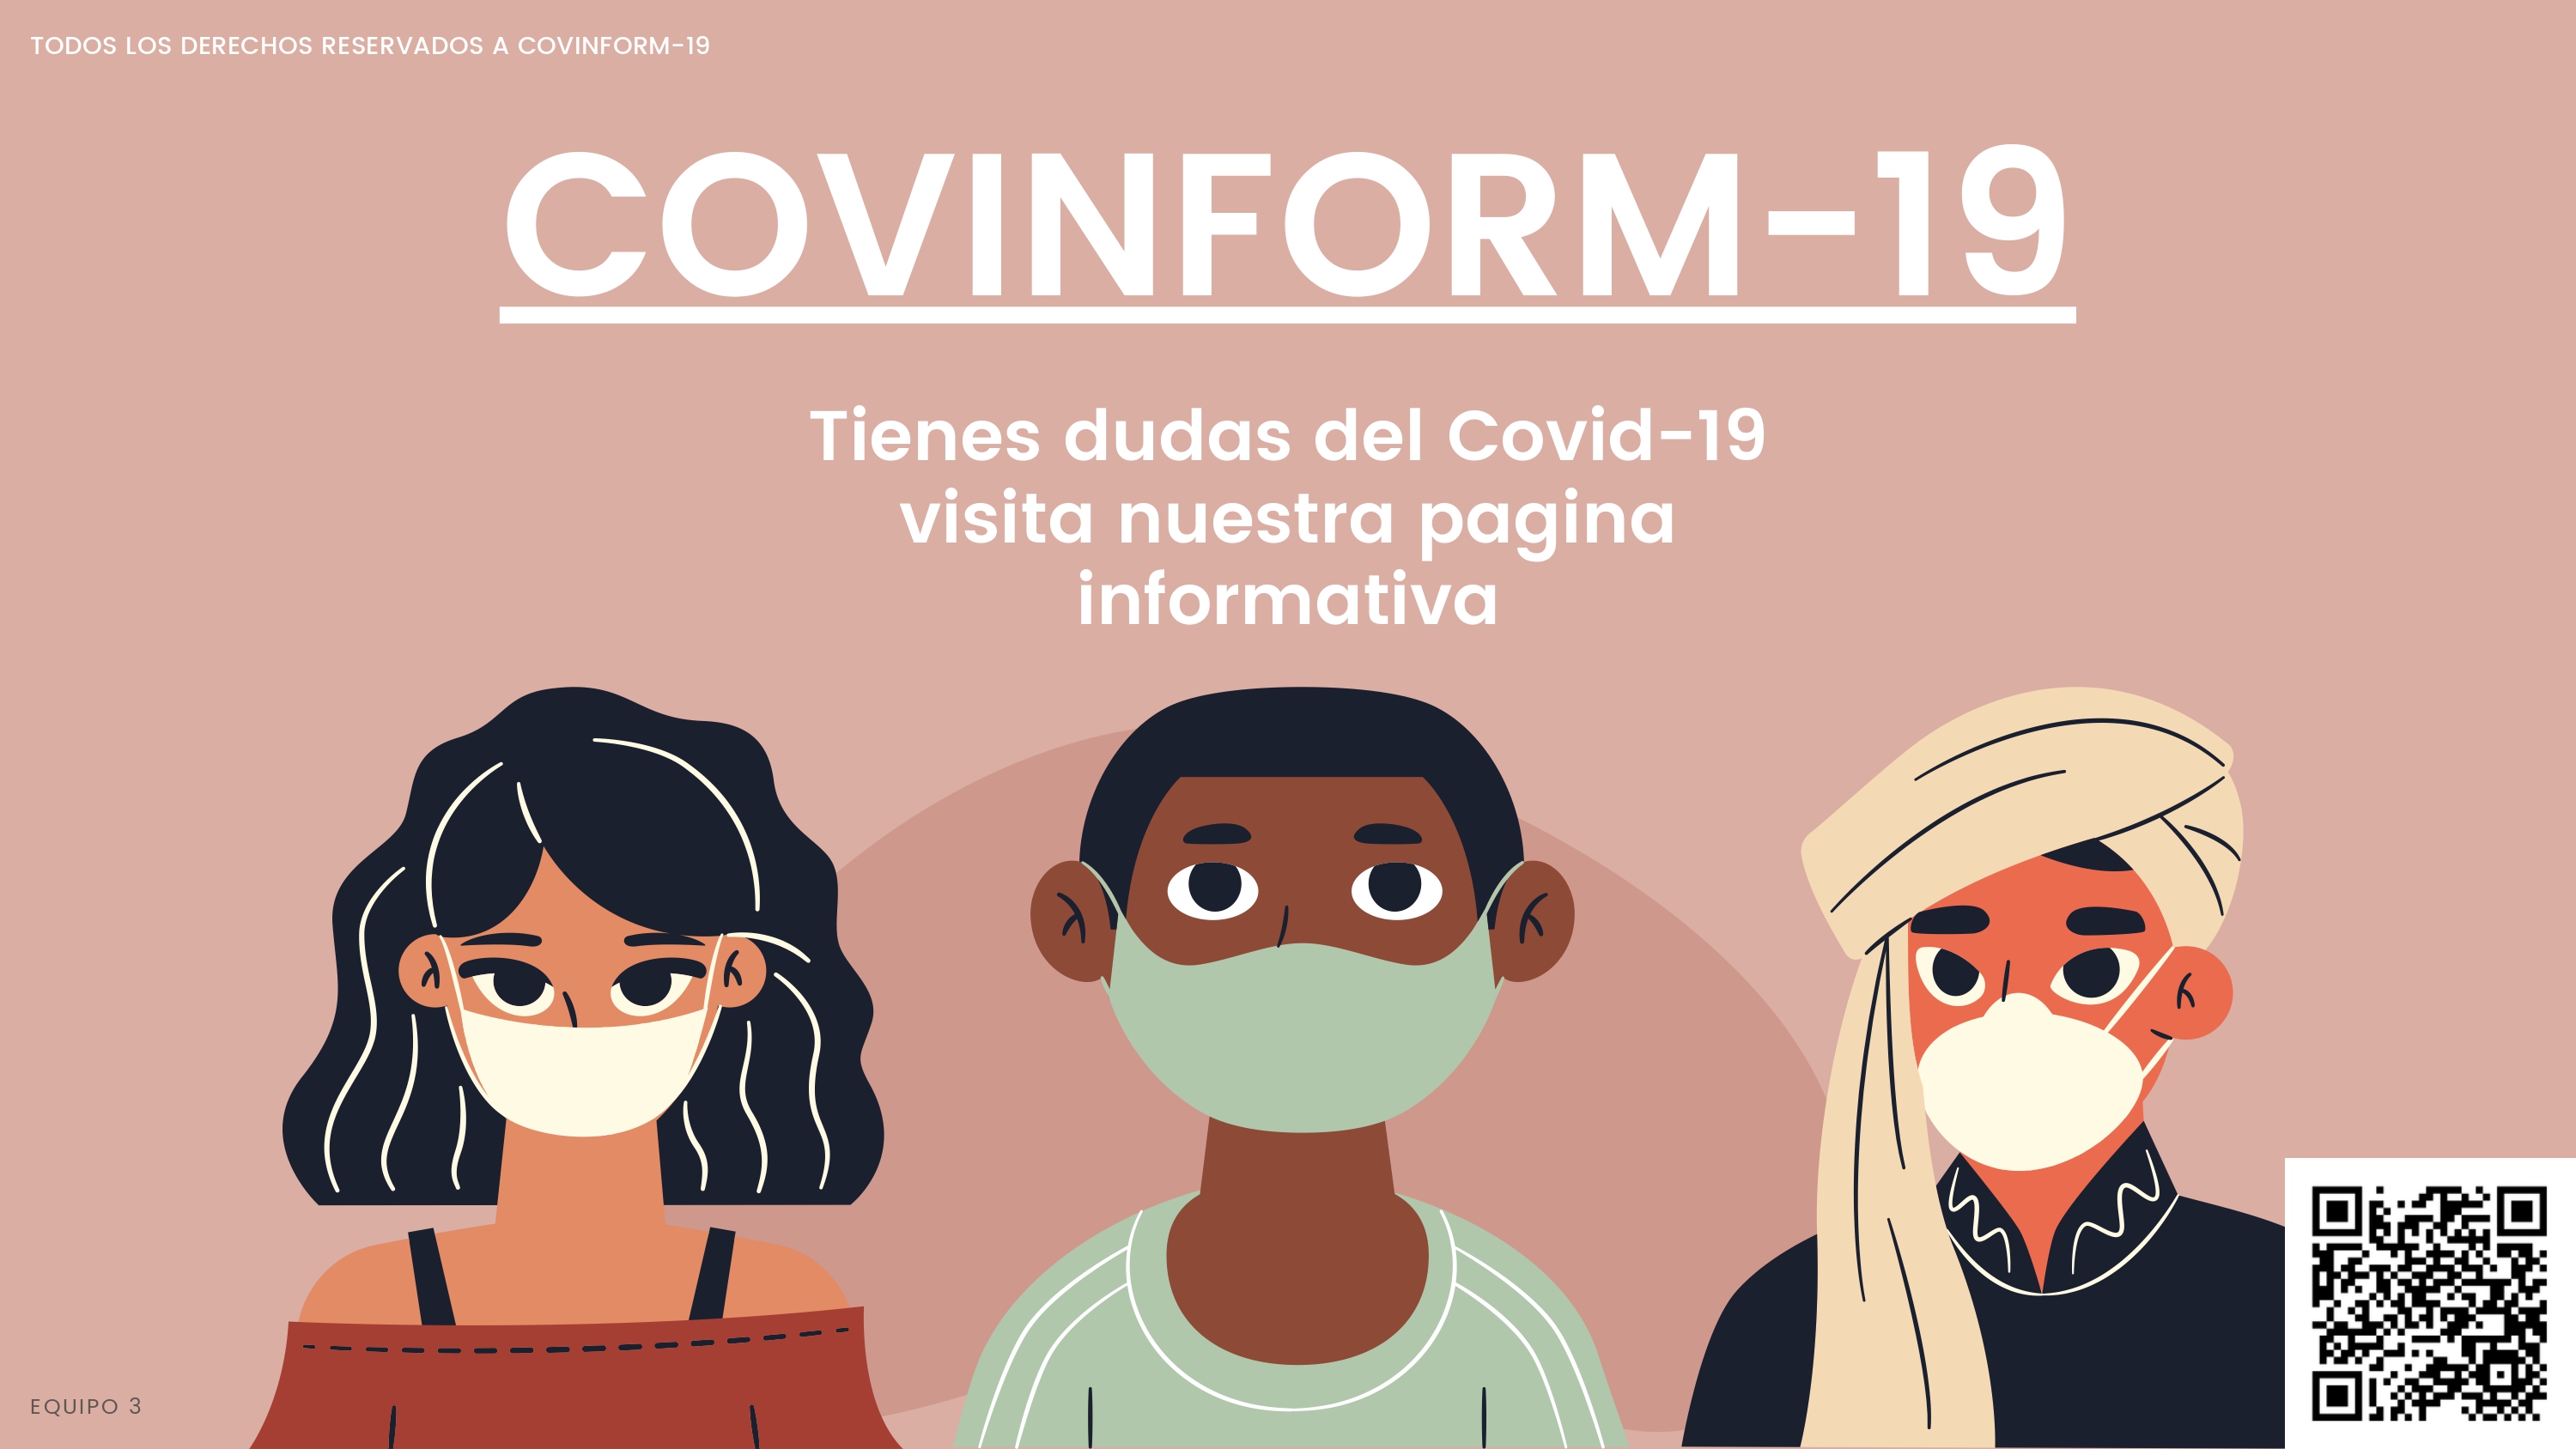 TODOS LOS DERECHOS RESERVADOS A COVINFORM-19
COVINFORM-19
Tienes dudas del Covid-19
visita nuestra pagina
informativa
EQUIPO 3